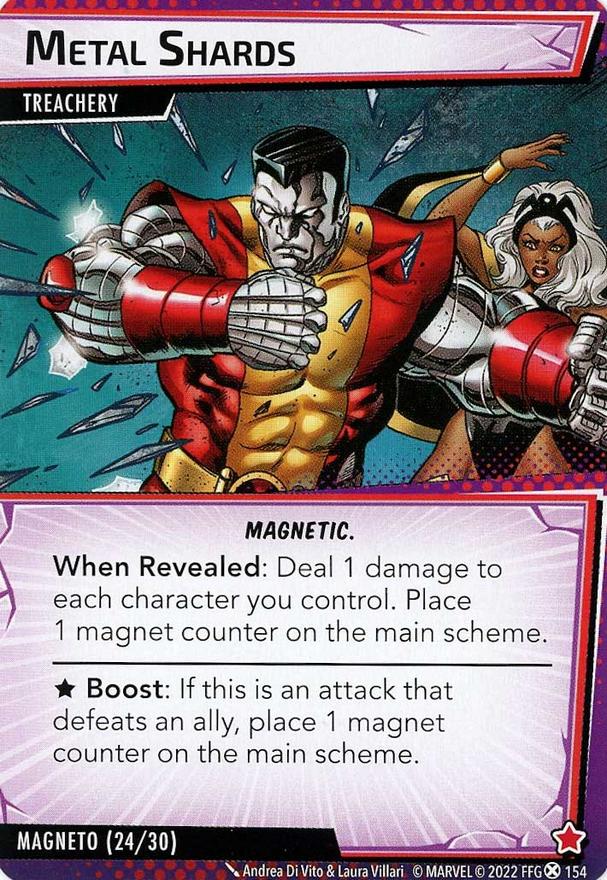 METAL SHARDS
TREACHERY
MAGNETIC.
When Revealed: Deal 1 damage to
each character you control. Place
1 magnet counter on the main scheme.
★ Boost: If this is an attack that
defeats an ally, place 1 magnet
counter on the main scheme.
MAGNETO (24/30)
Andrea Di Vito & Laura Villari © MARVEL © 2022 FFG 154